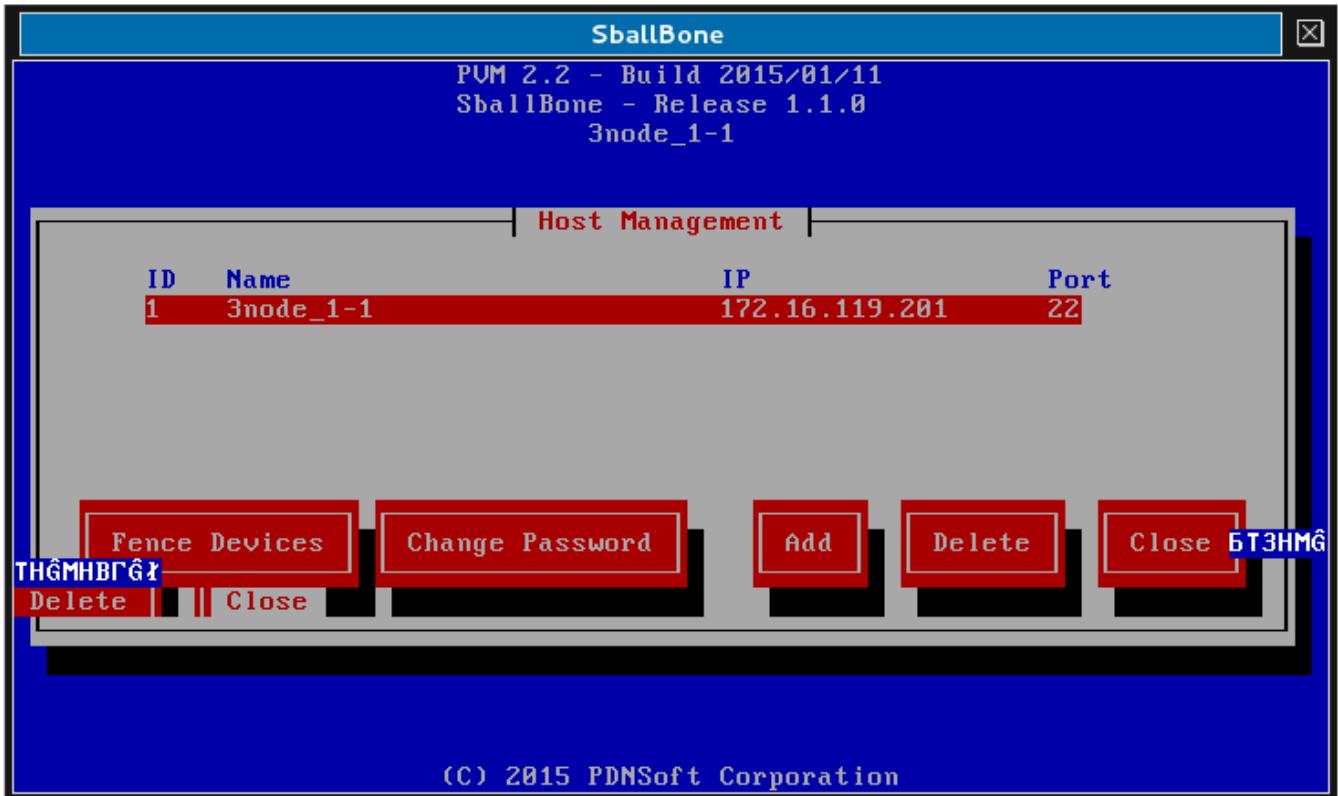 SballBone
PVM 2.2 - Build 2015/01/11
SballBone - Release 1.1.0
3node_1-1
Host Management
ID Name IP Port
1 3node_1-1 172.16.119.201 22
Fence Devices Change Password Add Delete Close БТЗНМĜ
ТНĜМНВГĜł
Delete Close
(C) 2015 PDNSoft Corporation